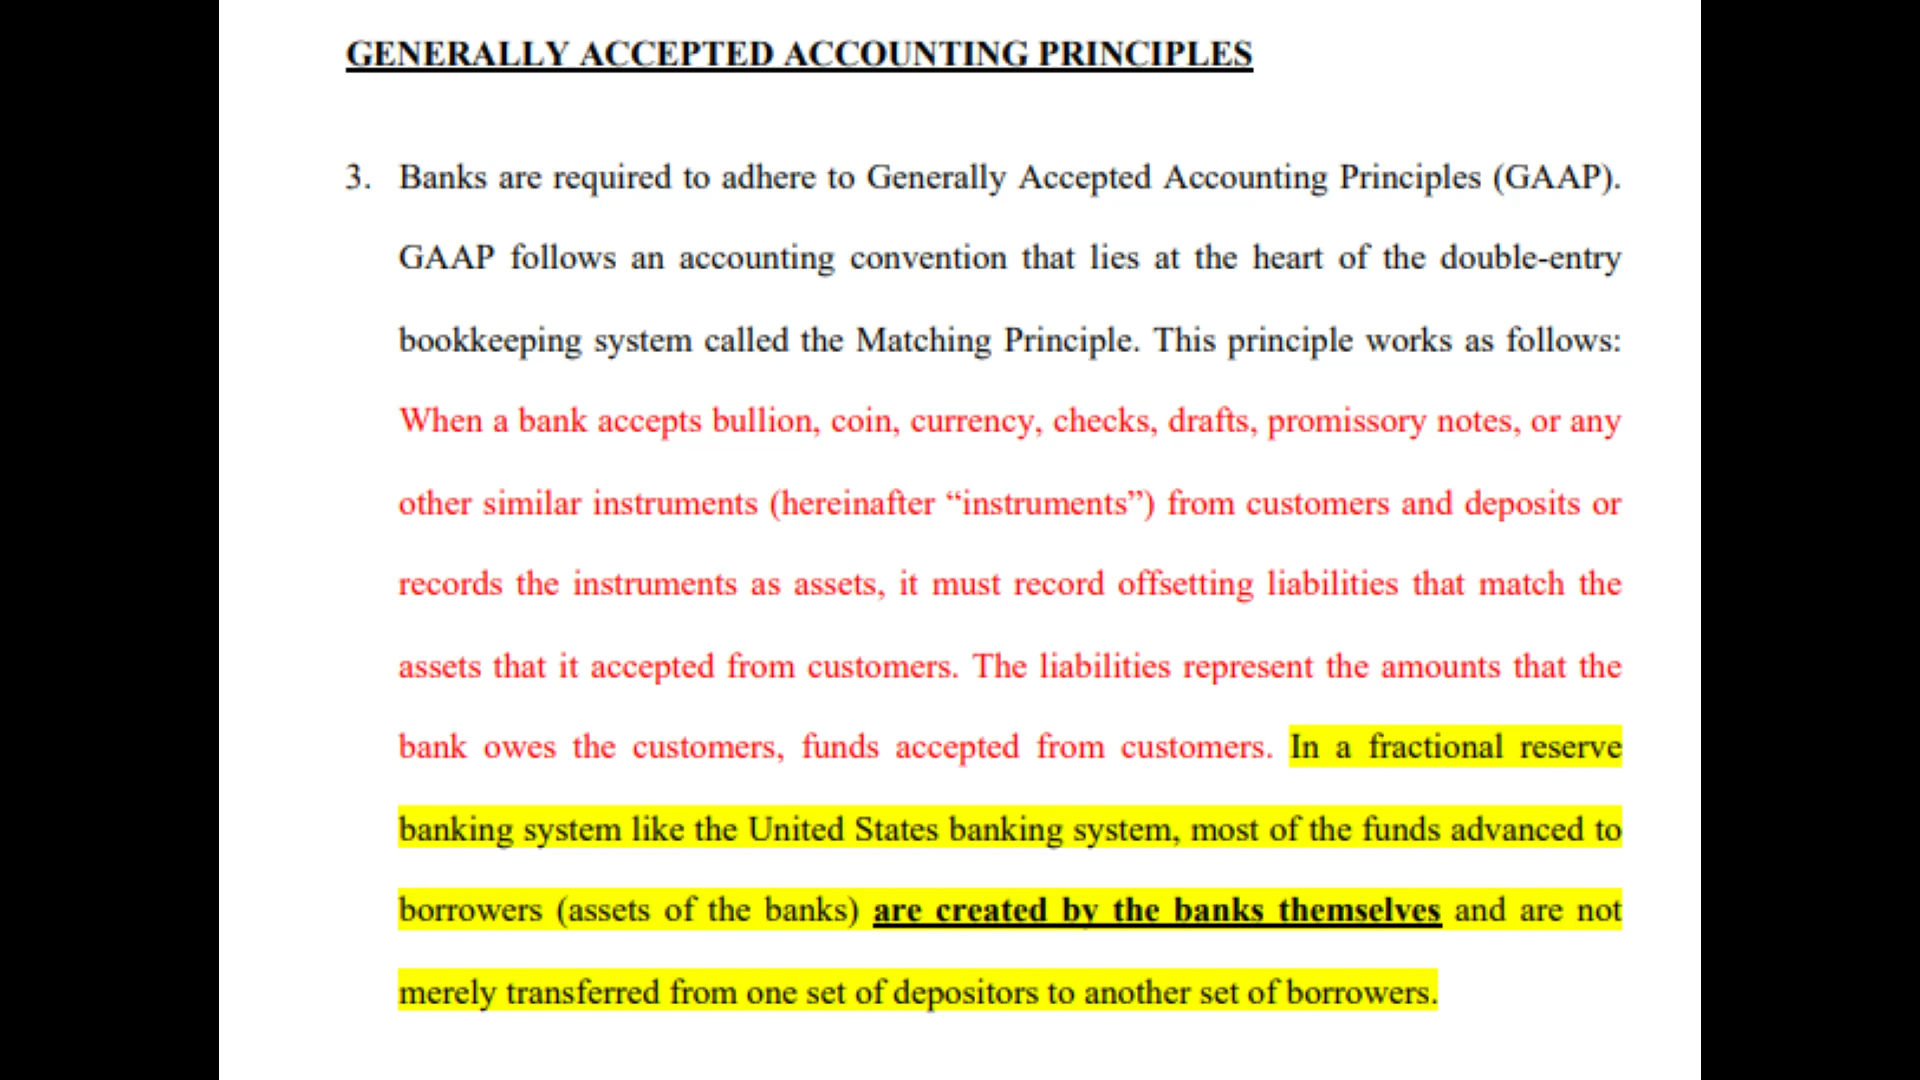 GENERALLY ACCEPTED ACCOUNTING PRINCIPLES
3. Banks are required to adhere to Generally Accepted Accounting Principles (GAAP).
GAAP follows an accounting convention that lies at the heart of the double-entry
bookkeeping system called the Matching Principle. This principle works as follows:
When a bank accepts bullion, coin, currency, checks, drafts, promissory notes, or any
other similar instruments (hereinafter “instruments”) from customers and deposits or
records the instruments as assets, it must record offsetting liabilities that match the
assets that it accepted from customers. The liabilities represent the amounts that the
bank owes the customers, funds accepted from customers. In a fractional reserve
banking system like the United States banking system, most of the funds advanced to
borrowers (assets of the banks) are created by the banks themselves and are not
merely transferred from one set of depositors to another set of borrowers.